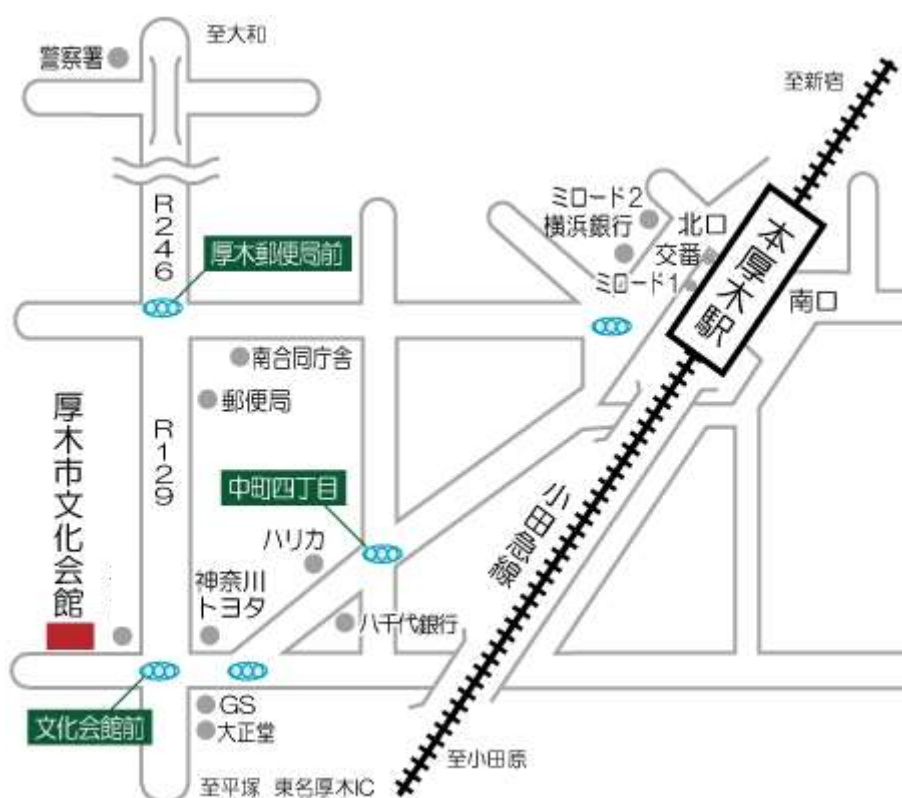 至大和
警察署
至新宿
R246
厚木郵便局前
ミロード2
横浜銀行
北口
交番
ミロード1
本厚木駅
南口
南合同庁舎
郵便局
R129
厚木市文化会館
中町四丁目
小田急線
ハリカ
神奈川
トヨタ
八千代銀行
文化会館前
GS
大正堂
至小田原
至平塚 東名厚木IC